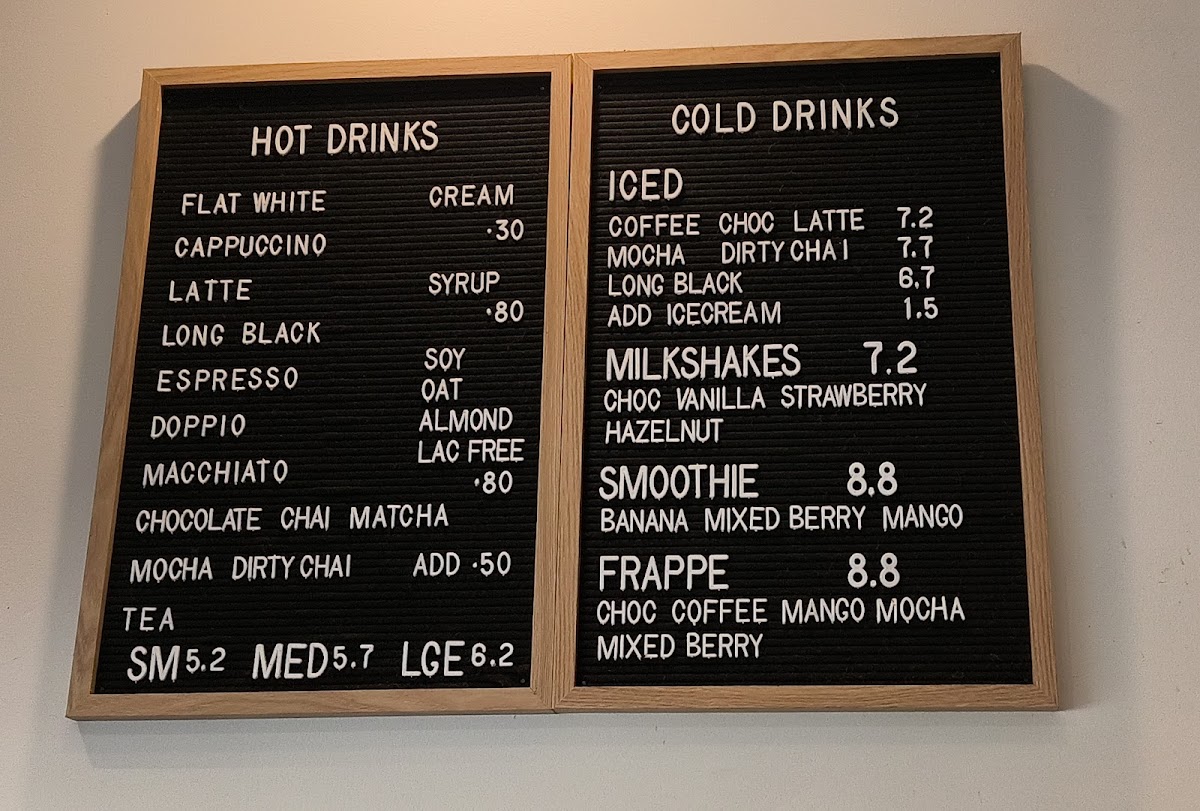 HOT DRINKS
FLAT WHITE CREAM
.30
CAPPUCCINO
LATTE SYRUP
.80
LONG BLACK
SOY
ESPRESSO
OAT
DOPPIO ALMOND
LAC FREE
MACCHIATO .80
CHOCOLATE CHAI MATCHA
MOCHA DIRTY CHAI ADD .50
TEA
SM 5.2 MED 5.7 LGE 6.2
COLD DRINKS
ICED
COFFEE CHOC LATTE 7.2
MOCHA DIRTY CHAI 7.7
LONG BLACK 6.7
ADD ICECREAM 1.5
MILKSHAKES 7.2
CHOC VANILLA STRAWBERRY
HAZELNUT
SMOOTHIE 8.8
BANANA MIXED BERRY MANGO
FRAPPE 8.8
CHOC COFFEE MANGO MOCHA
MIXED BERRY